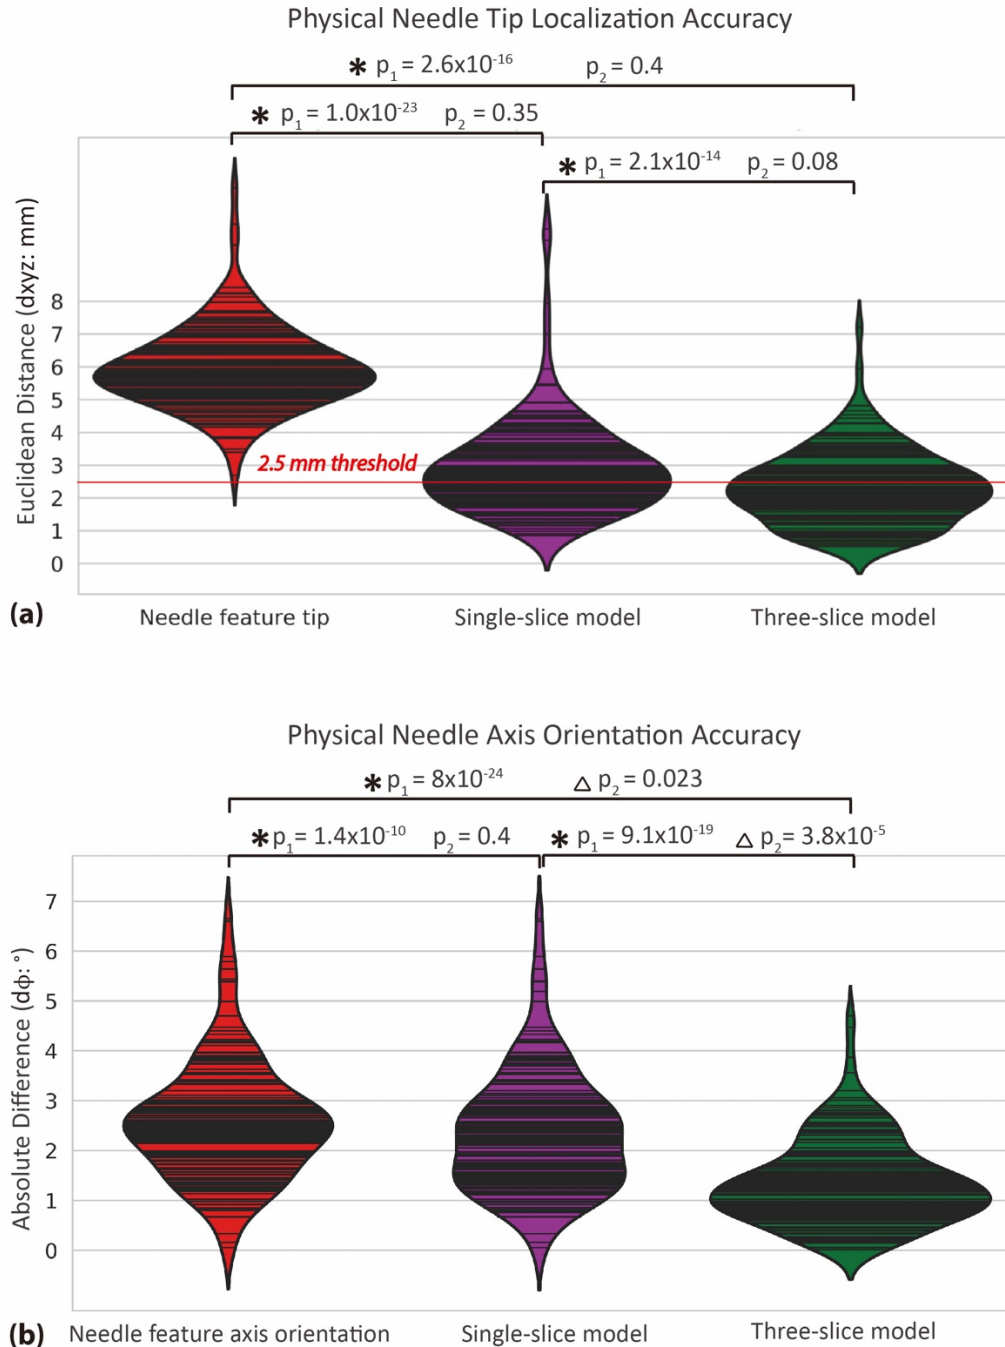 Physical Needle Tip Localization Accuracy
* p₁ = 2.6x10⁻¹⁶ p₂ = 0.4
* p₁ = 1.0x10⁻²³ p₂ = 0.35
* p₁ = 2.1x10⁻¹⁴ p₂ = 0.08
Euclidean Distance (dxyz: mm)
8
7
6
5
4
3
2
1
0
2.5 mm threshold
(a)
Needle feature tip Single-slice model Three-slice model
Physical Needle Axis Orientation Accuracy
* p₁ = 8x10⁻²⁴ △ p₂ = 0.023
* p₁ = 1.4x10⁻¹⁰ p₂ = 0.4 * p₁ = 9.1x10⁻¹⁹ △ p₂ = 3.8x10⁻⁵
Absolute Difference (dϕ: °)
7
6
5
4
3
2
1
0
(b) Needle feature axis orientation Single-slice model Three-slice model